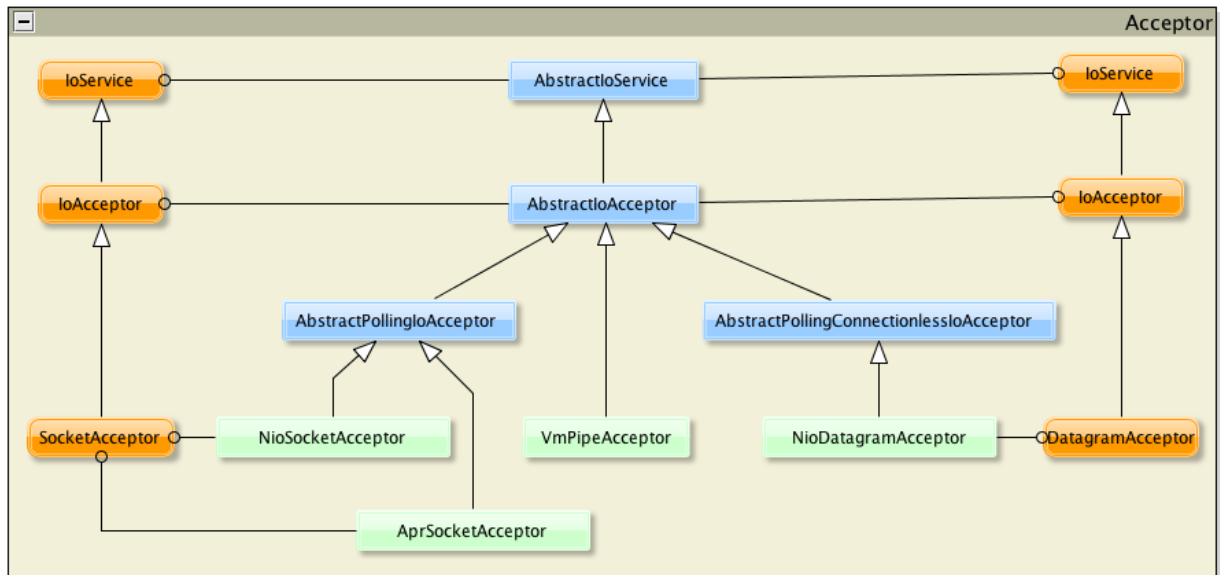 Acceptor
IoService
AbstractIoService
IoService
IoAcceptor
AbstractIoAcceptor
IoAcceptor
AbstractPollingIoAcceptor
AbstractPollingConnectionlessIoAcceptor
SocketAcceptor
NioSocketAcceptor
VmPipeAcceptor
NioDatagramAcceptor
DatagramAcceptor
AprSocketAcceptor